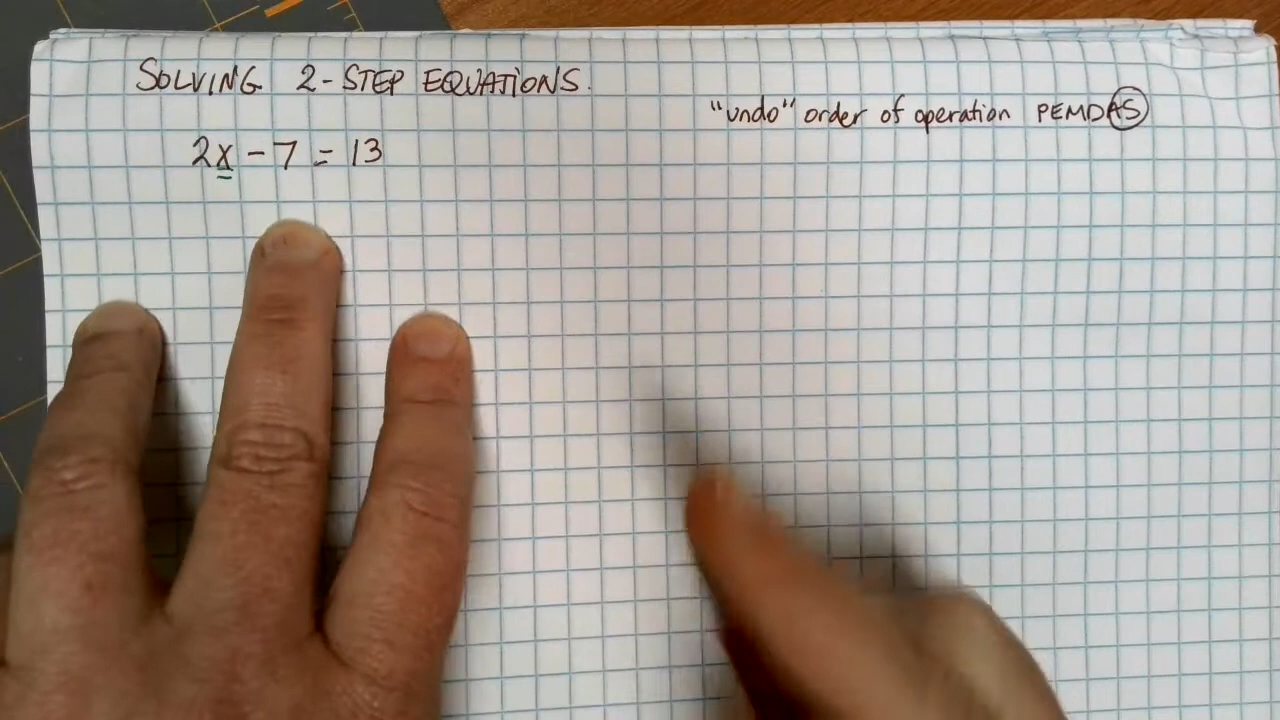 SOLVING 2-STEP EQUATIONS.
"undo" order of operation PEMDAS
2x - 7 = 13